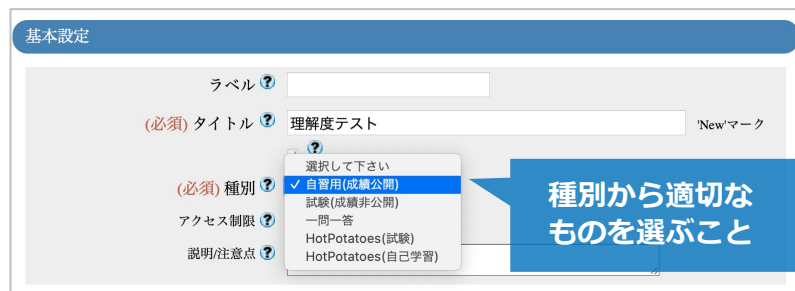 基本設定
ラベル
(必須) タイトル 理解度テスト 'New'マーク
選択して下さい
(必須) 種別 ✓ 自習用(成績公開)
試験(成績非公開)
アクセス制限 一問一答
HotPotatoes(試験)
説明/注意点 HotPotatoes(自己学習)
種別から適切な
ものを選ぶこと